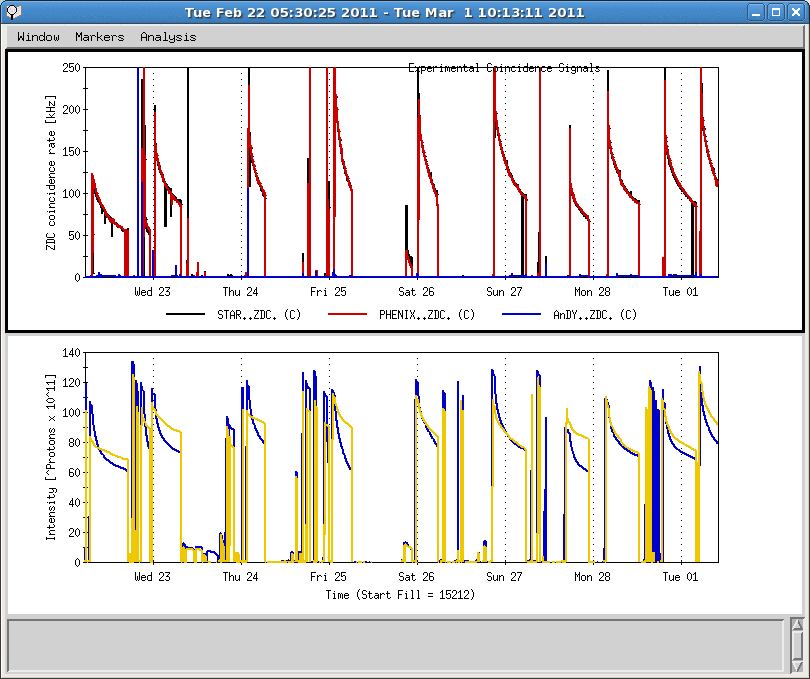 Tue Feb 22 05:30:25 2011 - Tue Mar  1 10:13:11 2011
Window Markers Analysis
Experimental Coincidence Signals
ZDC coincidence rate [kHz]
250
200
150
100
50
0
Wed 23 Thu 24 Fri 25 Sat 26 Sun 27 Mon 28 Tue 01
STAR..ZDC. (C) PHENIX..ZDC. (C) AnDY..ZDC. (C)
Intensity [^Protons x 10^11]
140
120
100
80
60
40
20
0
Wed 23 Thu 24 Fri 25 Sat 26 Sun 27 Mon 28 Tue 01
Time (Start Fill = 15212)